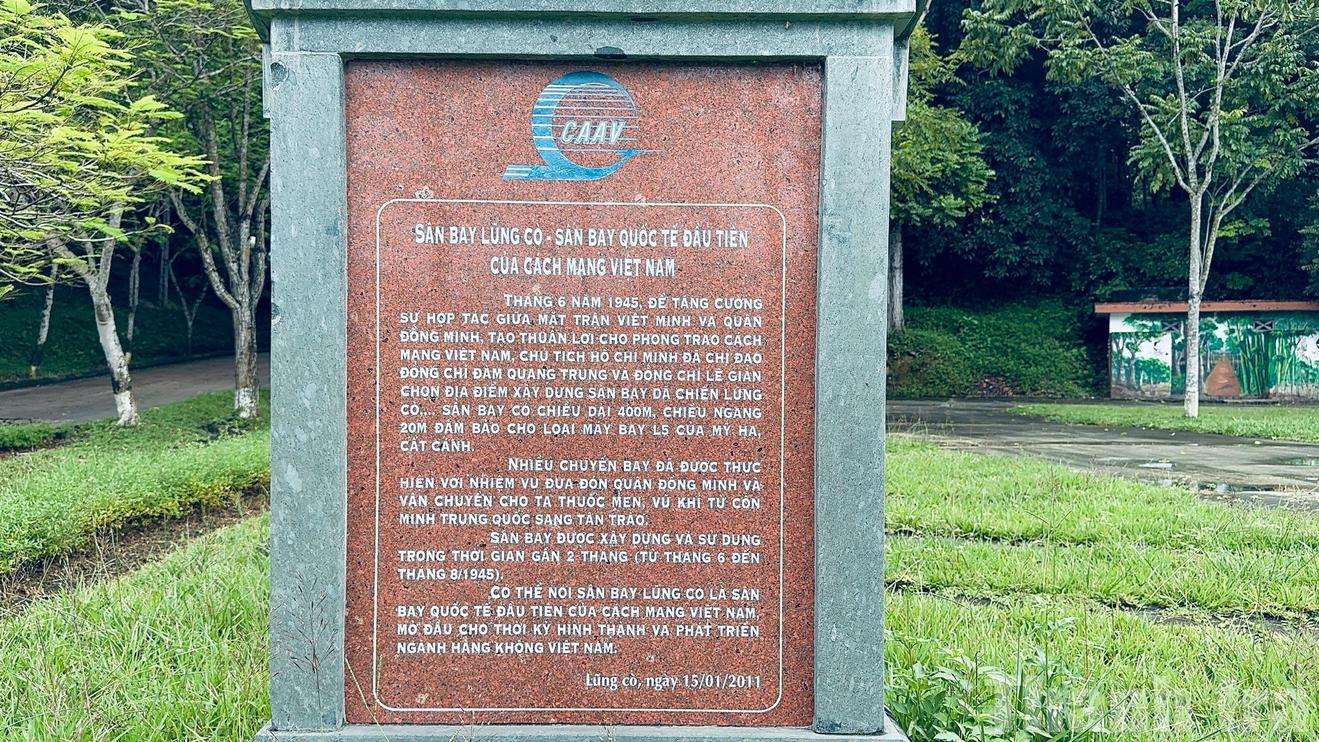 CAAV
SÂN BAY LŨNG CÒ - SÂN BAY QUỐC TẾ ĐẦU TIÊN
CỦA CÁCH MẠNG VIỆT NAM
THÁNG 6 NĂM 1945, ĐỂ TĂNG CƯỜNG
SỰ HỢP TÁC GIỮA MẶT TRẬN VIỆT MINH VÀ QUÂN
ĐỒNG MINH, TẠO THUẬN LỢI CHO PHONG TRÀO CÁCH
MẠNG VIỆT NAM, CHỦ TỊCH HỒ CHÍ MINH ĐÃ CHỈ ĐẠO
ĐỒNG CHÍ ĐÀM QUANG TRUNG VÀ ĐỒNG CHÍ LÊ GIẢN
CHỌN ĐỊA ĐIỂM XÂY DỰNG SÂN BAY DÃ CHIẾN LŨNG
CÒ.... SÂN BAY CÓ CHIỀU DÀI 400M, CHIỀU NGANG
20M ĐẢM BẢO CHO LOẠI MÁY BAY L5 CỦA MỸ HẠ,
CẤT CÁNH.
NHIỀU CHUYẾN BAY ĐÃ ĐƯỢC THỰC
HIỆN VỚI NHIỆM VỤ ĐƯA ĐÓN QUÂN ĐỒNG MINH VÀ
VẬN CHUYỂN CHO TA THUỐC MEN, VŨ KHÍ TỪ CÔN
MINH TRUNG QUỐC SANG TÂN TRÀO.
SÂN BAY ĐƯỢC XÂY DỰNG VÀ SỬ DỤNG
TRONG THỜI GIAN GẦN 2 THÁNG (TỪ THÁNG 6 ĐẾN
THÁNG 8/1945).
CÓ THỂ NÓI SÂN BAY LŨNG CÒ LÀ SÂN
BAY QUỐC TẾ ĐẦU TIÊN CỦA CÁCH MẠNG VIỆT NAM,
MỞ ĐẦU CHO THỜI KỲ HÌNH THÀNH VÀ PHÁT TRIỂN
NGÀNH HÀNG KHÔNG VIỆT NAM.
Lũng cò, ngày 15/01/2011